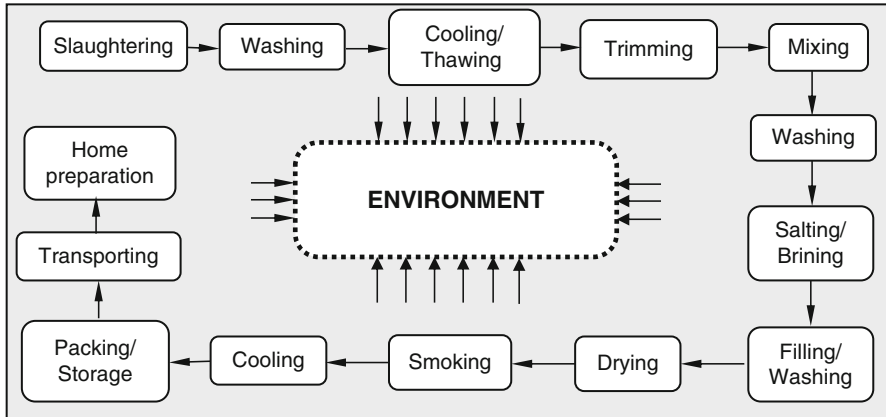 Slaughtering
Washing
Cooling/
Thawing
Trimming
Mixing
Washing
Salting/
Brining
Filling/
Washing
Drying
Smoking
Cooling
Packing/
Storage
Transporting
Home
preparation
ENVIRONMENT